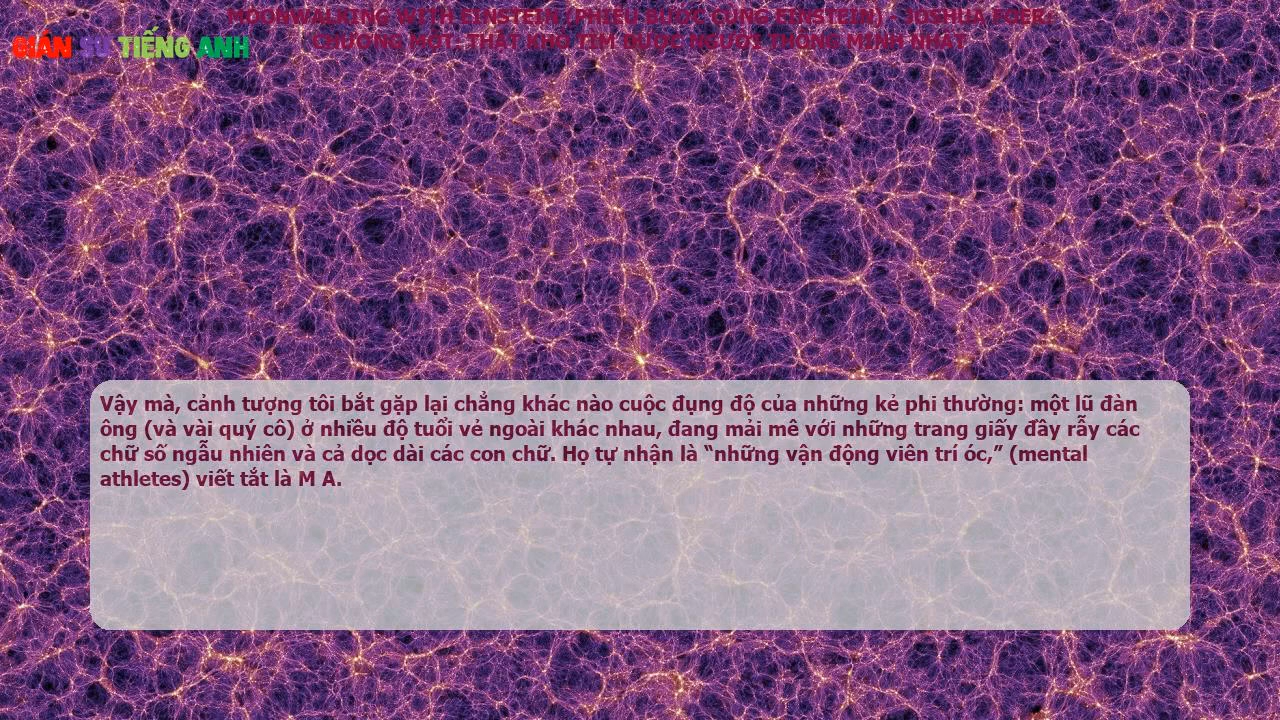 MOONWALKING WITH EINSTEIN (PHIÊU BƯỚC CÙNG EINSTEIN) - JOSHUA FOER:
CHƯƠNG MỘT: THẬT KHÓ TÌM ĐƯỢC NGƯỜI THÔNG MINH NHẤT
GIÁN SỨ TIẾNG ANH
Vậy mà, cảnh tượng tôi bắt gặp lại chẳng khác nào cuộc đụng độ của những kẻ phi thường: một lũ đàn
ông (và vài quý cô) ở nhiều độ tuổi vẻ ngoài khác nhau, đang mải mê với những trang giấy đầy rẫy các
chữ số ngẫu nhiên và cả dọc dài các con chữ. Họ tự nhận là “những vận động viên trí óc,” (mental
athletes) viết tắt là M A.